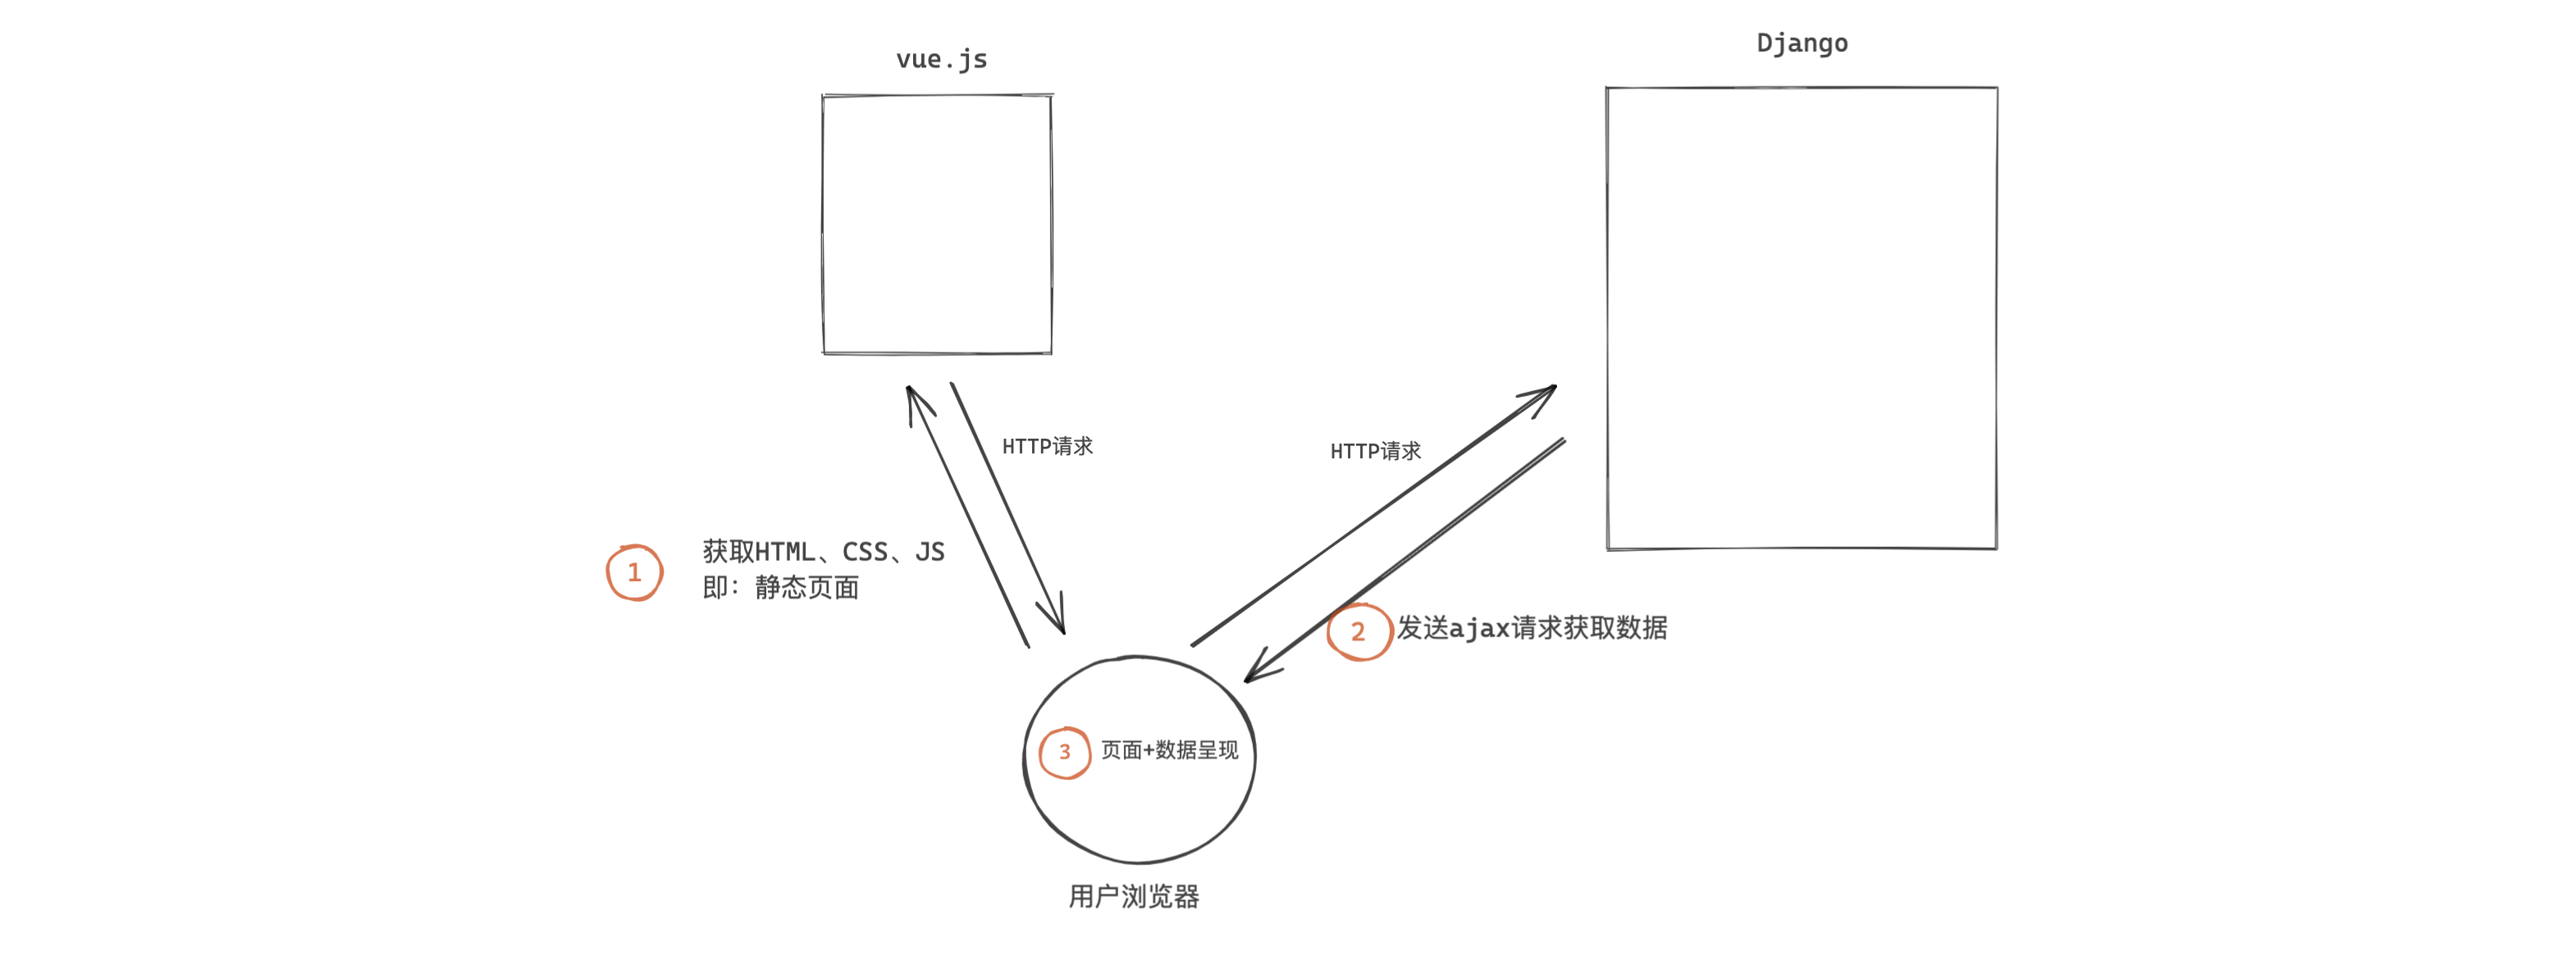 vue.js
Django
HTTP请求
HTTP请求
1
获取HTML、CSS、JS
即：静态页面
2
发送ajax请求获取数据
3
页面+数据呈现
用户浏览器